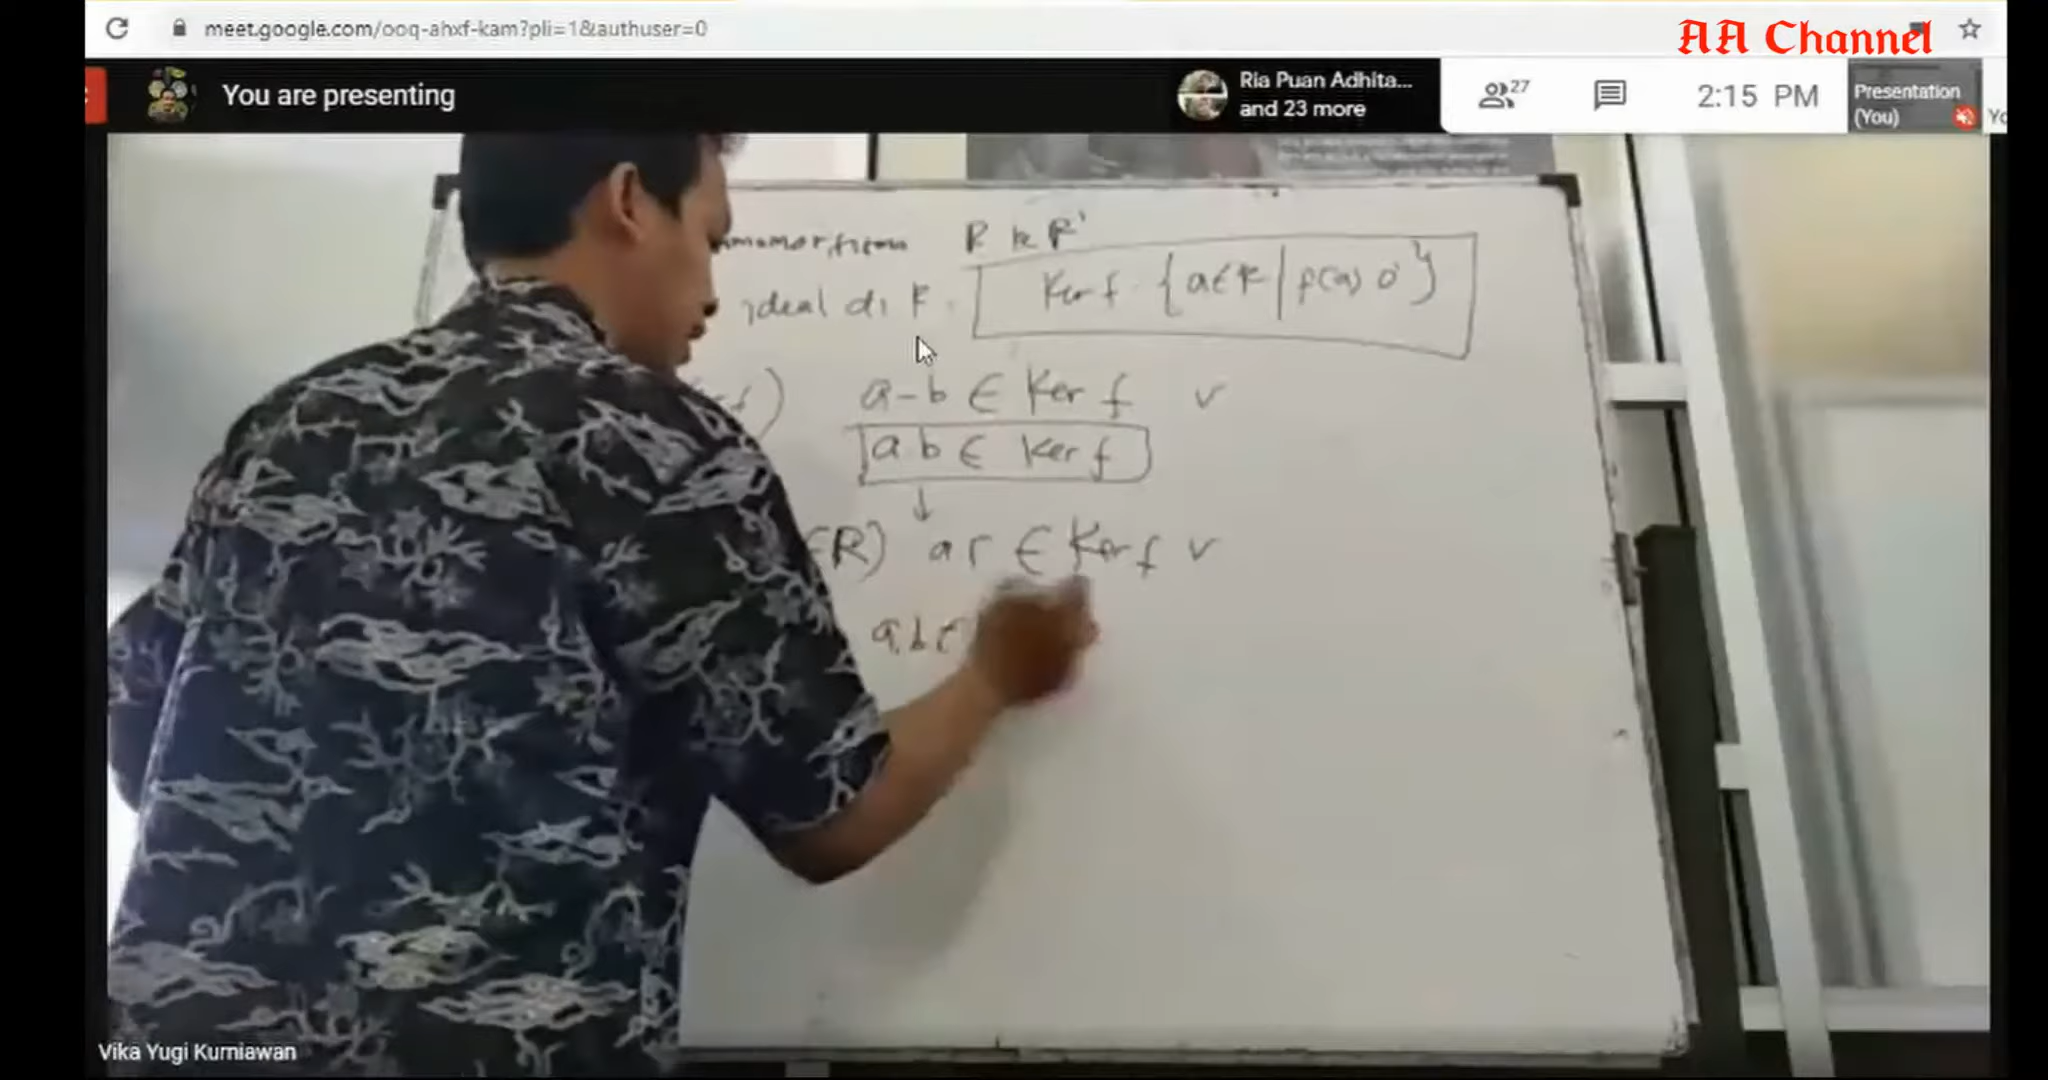 meet.google.com/ooq-ahxf-kam?pli=1&authuser=0
AA Channel
You are presenting
Ria Puan Adhita...
and 23 more
27
2:15 PM
Presentation
(You)
R ke R'
ideal di R
Ker f = {a∈R | f(a) = 0'}
a-b ∈ Ker f v
ab ∈ Ker f
∈R) ar ∈ Ker f v
a, b ∈
Vika Yugi Kurniawan